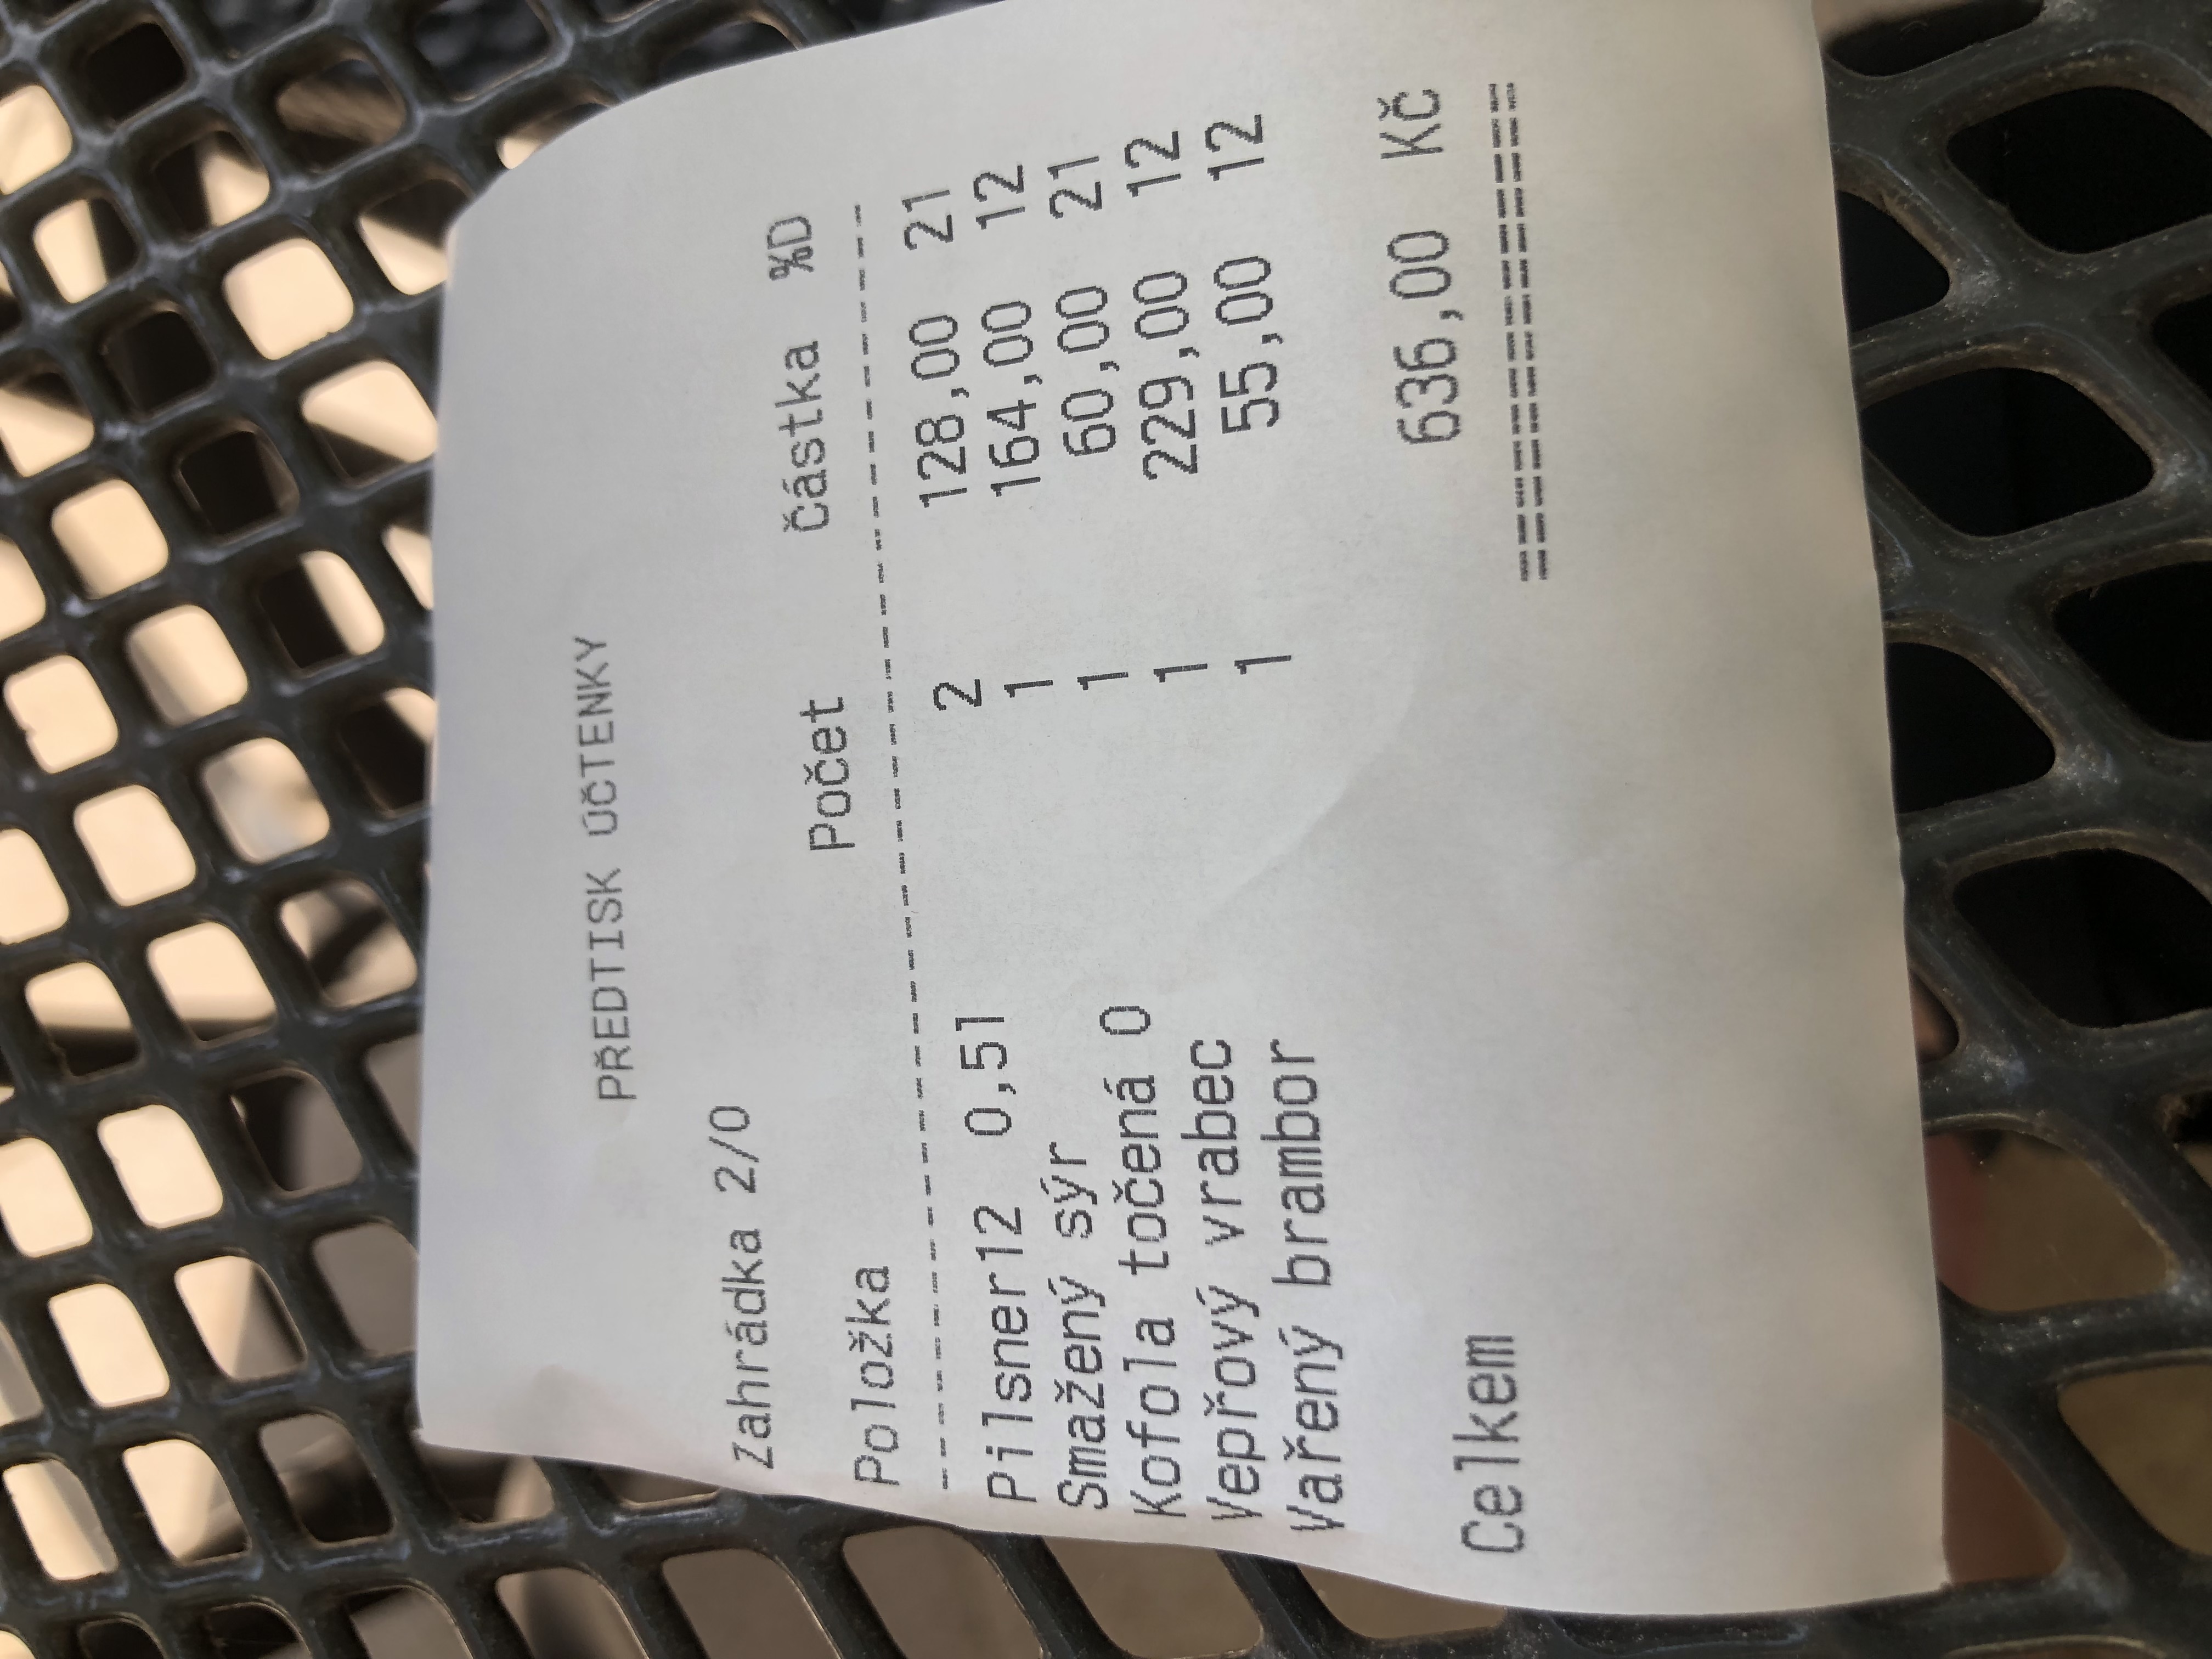 PŘEDTISK ÚČTENKY
Zahrádka 2/0
Položka Počet Částka %D
--------------------------------------------
Pilsner12 0,5l 2 128,00 21
Smažený sýr 1 164,00 12
Kofola točená 0 1 60,00 21
Vepřový vrabec 1 229,00 12
Vařený brambor 1 55,00 12
Celkem 636,00 Kč
================